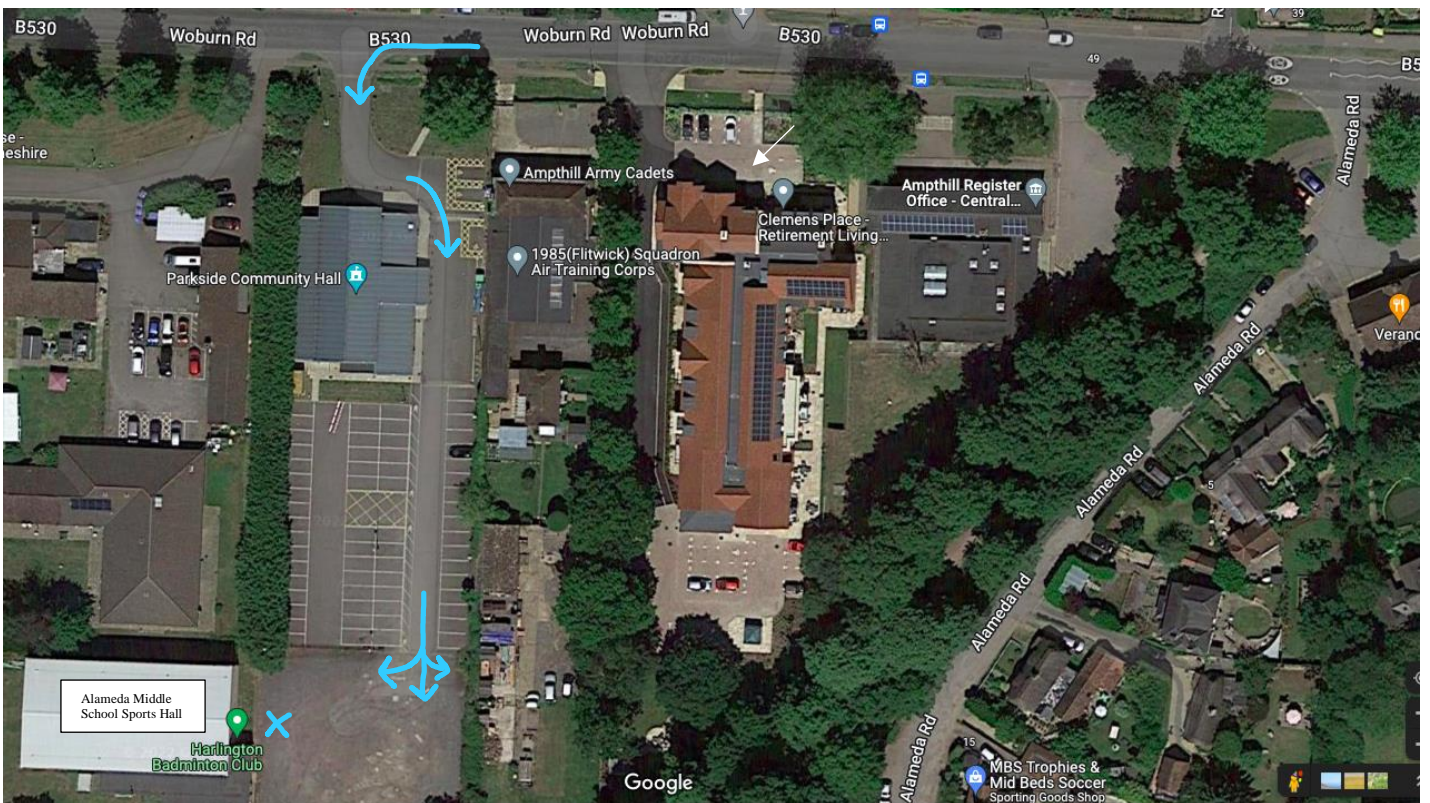 B530
Woburn Rd
B530
Woburn Rd
Woburn Rd
B530
39
49
R
B5
Alameda Rd
se -
heshire
Ampthill Army Cadets
Ampthill Register
Office - Central...
Clemens Place -
Retirement Living...
1985(Flitwick) Squadron
Air Training Corps
Parkside Community Hall
Veranc
Alameda Rd
Alameda Rd
5
Alameda Rd
Alameda Middle
School Sports Hall
Harlington
Badminton Club
Alameda Rd
15
MBS Trophies &
Mid Beds Soccer
Sporting Goods Shop
Google